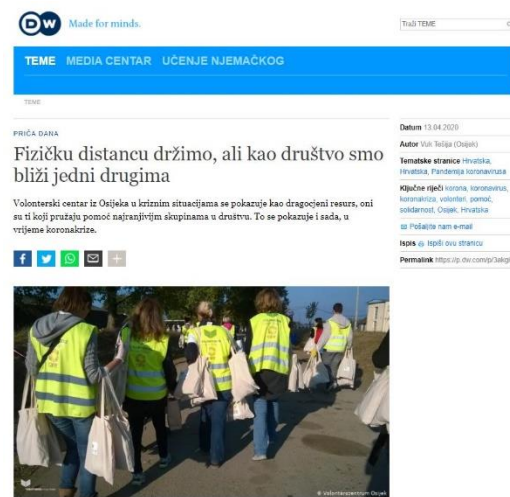 DW Made for minds.
Traži TEME
TEME MEDIA CENTAR UČENJE NJEMAČKOG
TEME
PRIČA DANA
Fizičku distancu držimo, ali kao društvo smo
bliži jedni drugima
Volonterski centar iz Osijeka u kriznim situacijama se pokazuje kao dragocjeni resurs, oni
su ti koji pružaju pomoć najranjivijim skupinama u društvu. To se pokazuje i sada, u
vrijeme koronakrize.
Datum 13.04.2020
Autor Vuk Tešija (Osijek)
Tematske stranice Hrvatska,
Hrvatska, Pandemija koronavirusa
Ključne riječi korona, koronavirus,
koronakriza, volonteri, pomoć,
solidarnost, Osijek, Hrvatska
Pošaljite nam e-mail
Ispis Ispiši ovu stranicu
Permalink https://p.dw.com/p/
© Volontärzentrum Osijek